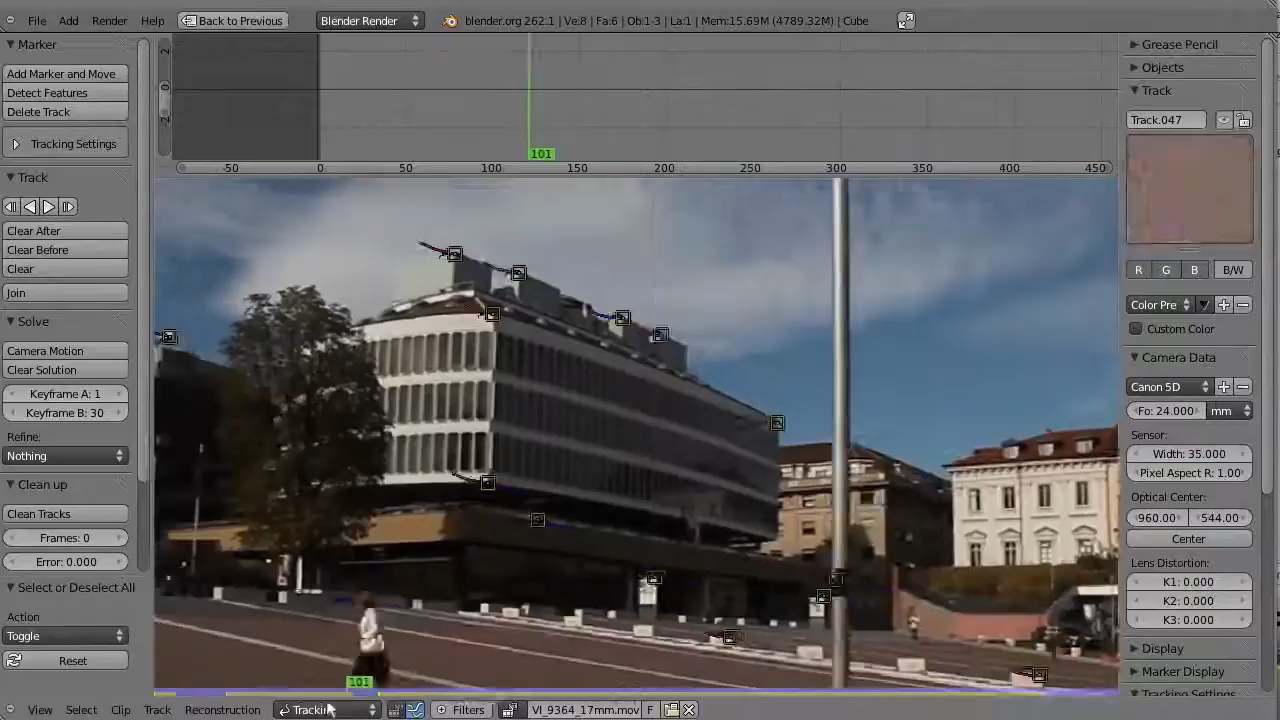 File Add Render Help Back to Previous Blender Render blender.org 262.1 | Ve:8 | Fa:6 | Ob:1-3 | La:1 | Mem:15.69M (4789.32M) | Cube
Marker
Add Marker and Move
Detect Features
Delete Track
Tracking Settings
Track
Clear After
Clear Before
Clear
Join
Solve
Camera Motion
Clear Solution
Keyframe A: 1
Keyframe B: 30
Refine:
Nothing
Clean up
Clean Tracks
Frames: 0
Error: 0.000
Select or Deselect All
Action
Toggle
Reset
2
0
-2
101
-50 0 50 100 150 200 250 300 350 400 450
101
View Select Clip Track Reconstruction Trackin Filters VI_9364_17mm.mov F
Grease Pencil
Objects
Track
Track.047
R G B B/W
Color Pre
Custom Color
Camera Data
Canon 5D
Fo: 24.000 mm
Sensor:
Width: 35.000
Pixel Aspect R: 1.00
Optical Center:
960.00 544.00
Center
Lens Distortion:
K1: 0.000
K2: 0.000
K3: 0.000
Display
Marker Display
Tracking Settings